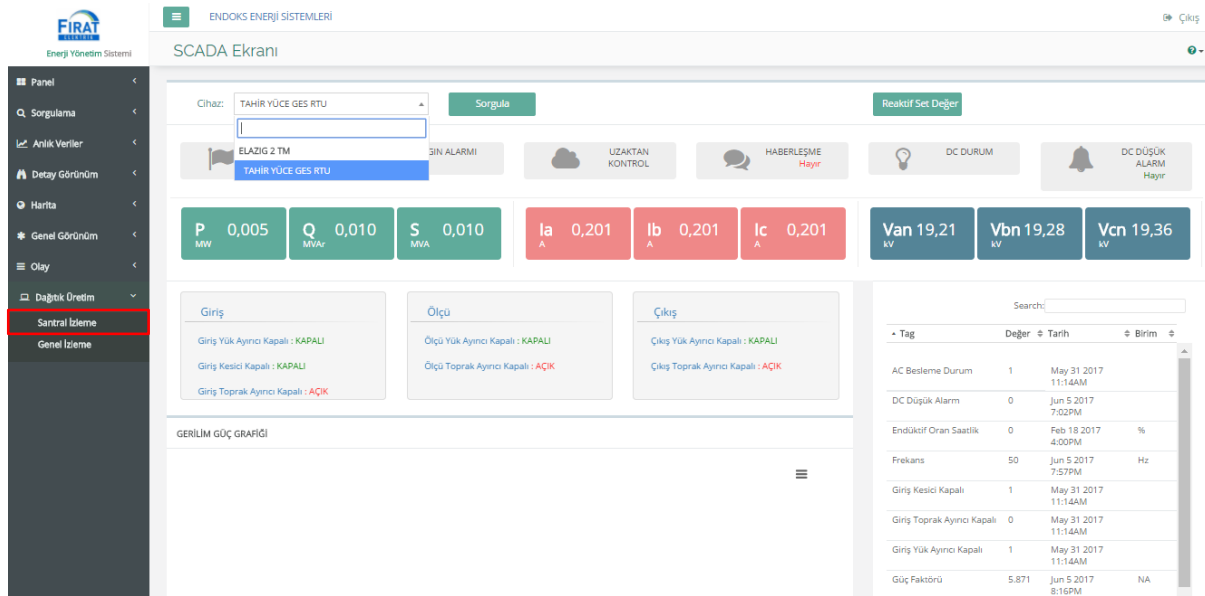 FIRAT
ELEKTRİK
Enerji Yönetim Sistemi
ENDOKS ENERJİ SİSTEMLERİ
Çıkış
SCADA Ekranı
Panel
Sorgulama
Anlık Veriler
Detay Görünüm
Harita
Genel Görünüm
Olay
Dağıtık Üretim
Santral İzleme
Genel İzleme
Cihaz:
TAHİR YÜCE GES RTU
Sorgula
Reaktif Set Değer
ELAZIG 2 TM
TAHİR YÜCE GES RTU
GIN ALARMI
UZAKTAN
KONTROL
HABERLEŞME
Hayır
DC DURUM
DC DÜŞÜK
ALARM
Hayır
P 0,005
MW
Q 0,010
MVAr
S 0,010
MVA
Ia 0,201
A
Ib 0,201
A
Ic 0,201
A
Van 19,21
kV
Vbn 19,28
kV
Vcn 19,36
kV
Giriş
Giriş Yük Ayırıcı Kapalı : KAPALI
Giriş Kesici Kapalı : KAPALI
Giriş Toprak Ayırıcı Kapalı : AÇIK
Ölçü
Ölçü Yük Ayırıcı Kapalı : KAPALI
Ölçü Toprak Ayırıcı Kapalı : AÇIK
Çıkış
Çıkış Yük Ayırıcı Kapalı : KAPALI
Çıkış Toprak Ayırıcı Kapalı : AÇIK
GERİLİM GÜÇ GRAFİĞİ
Search:
Tag Değer Tarih Birim
AC Besleme Durum 1 May 31 2017
11:14AM
DC Düşük Alarm 0 Jun 5 2017
7:02PM
Endüktif Oran Saatlik 0 Feb 18 2017 %
4:00PM
Frekans 50 Jun 5 2017 Hz
7:57PM
Giriş Kesici Kapalı 1 May 31 2017
11:14AM
Giriş Toprak Ayırıcı Kapalı 0 May 31 2017
11:14AM
Giriş Yük Ayırıcı Kapalı 1 May 31 2017
11:14AM
Güç Faktörü 5.871 Jun 5 2017 NA
8:16PM